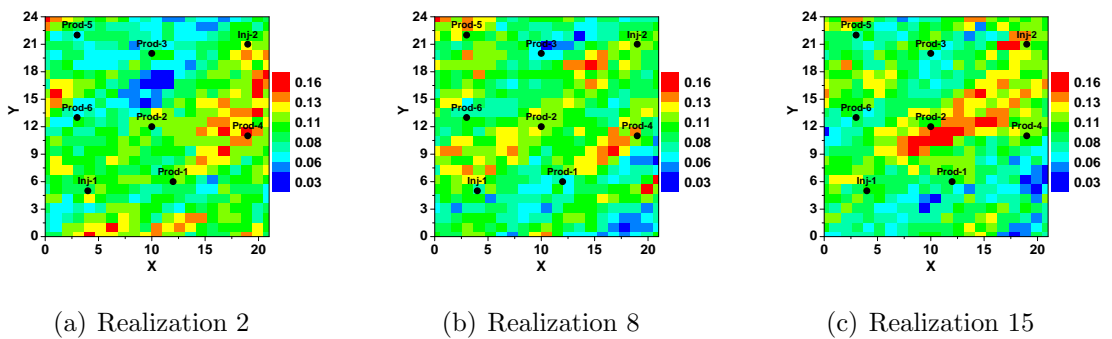 24
21
18
15
12
9
6
3
0
Y
0 5 10 15 20
X
Prod-5
Inj-2
Prod-3
Prod-6
Prod-2
Prod-4
Prod-1
Inj-1
0.16
0.13
0.11
0.08
0.06
0.03
(a) Realization 2
24
21
18
15
12
9
6
3
0
Y
0 5 10 15 20
X
Prod-5
Inj-2
Prod-3
Prod-6
Prod-2
Prod-4
Prod-1
Inj-1
0.16
0.13
0.11
0.08
0.06
0.03
(b) Realization 8
24
21
18
15
12
9
6
3
0
Y
0 5 10 15 20
X
Prod-5
Inj-2
Prod-3
Prod-6
Prod-2
Prod-4
Prod-1
Inj-1
0.16
0.13
0.11
0.08
0.06
0.03
(c) Realization 15